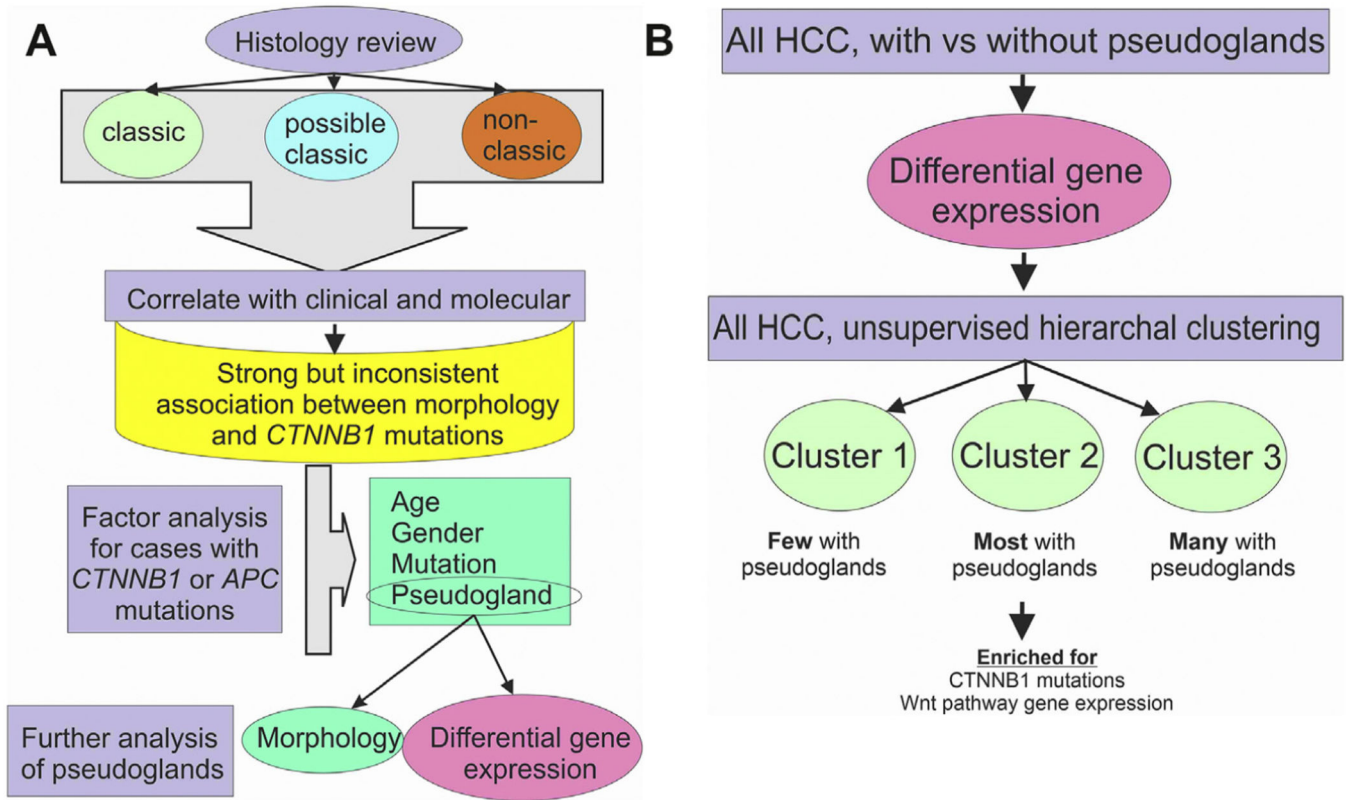 A
Histology review
classic
possible
classic
non-
classic
Correlate with clinical and molecular
Strong but inconsistent
association between morphology
and CTNNB1 mutations
Factor analysis
for cases with
CTNNB1 or APC
mutations
Age
Gender
Mutation
Pseudogland
Further analysis
of pseudoglands
Morphology
Differential gene
expression
B
All HCC, with vs without pseudoglands
Differential gene
expression
All HCC, unsupervised hierarchal clustering
Cluster 1
Cluster 2
Cluster 3
Few with
pseudoglands
Most with
pseudoglands
Many with
pseudoglands
Enriched for
CTNNB1 mutations
Wnt pathway gene expression